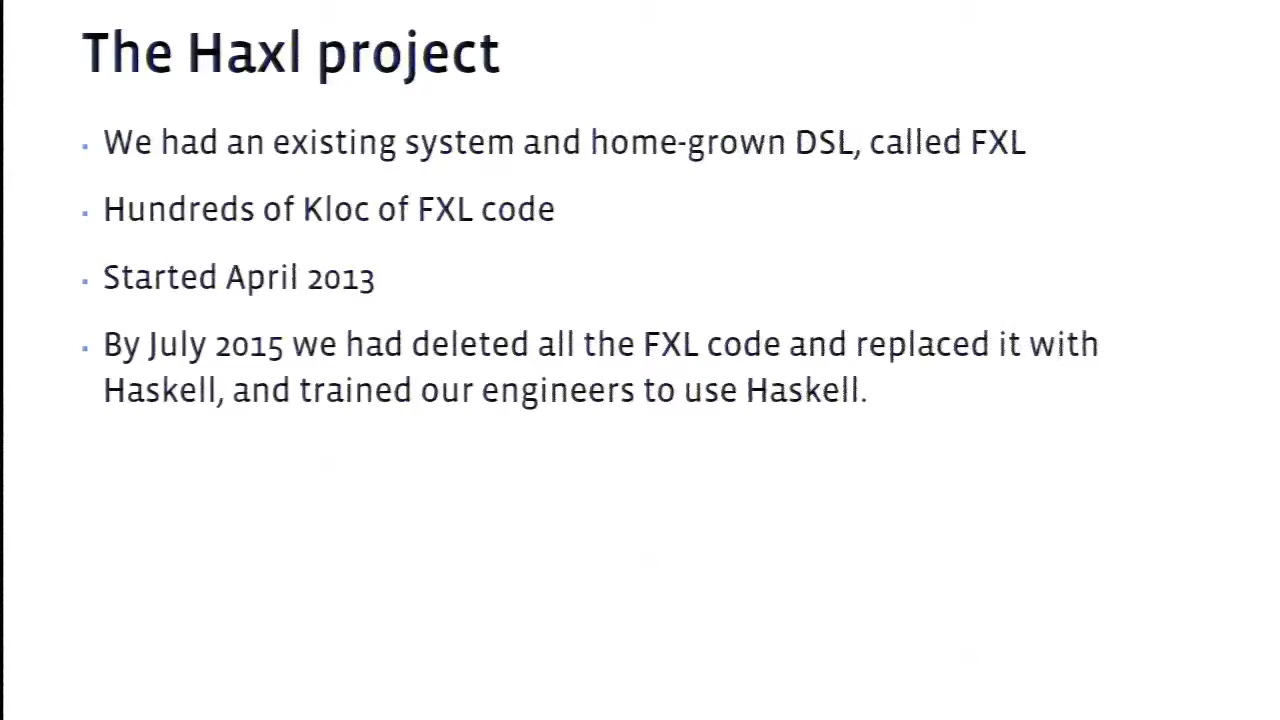 The Haxl project
· We had an existing system and home-grown DSL, called FXL
· Hundreds of Kloc of FXL code
· Started April 2013
· By July 2015 we had deleted all the FXL code and replaced it with
Haskell, and trained our engineers to use Haskell.